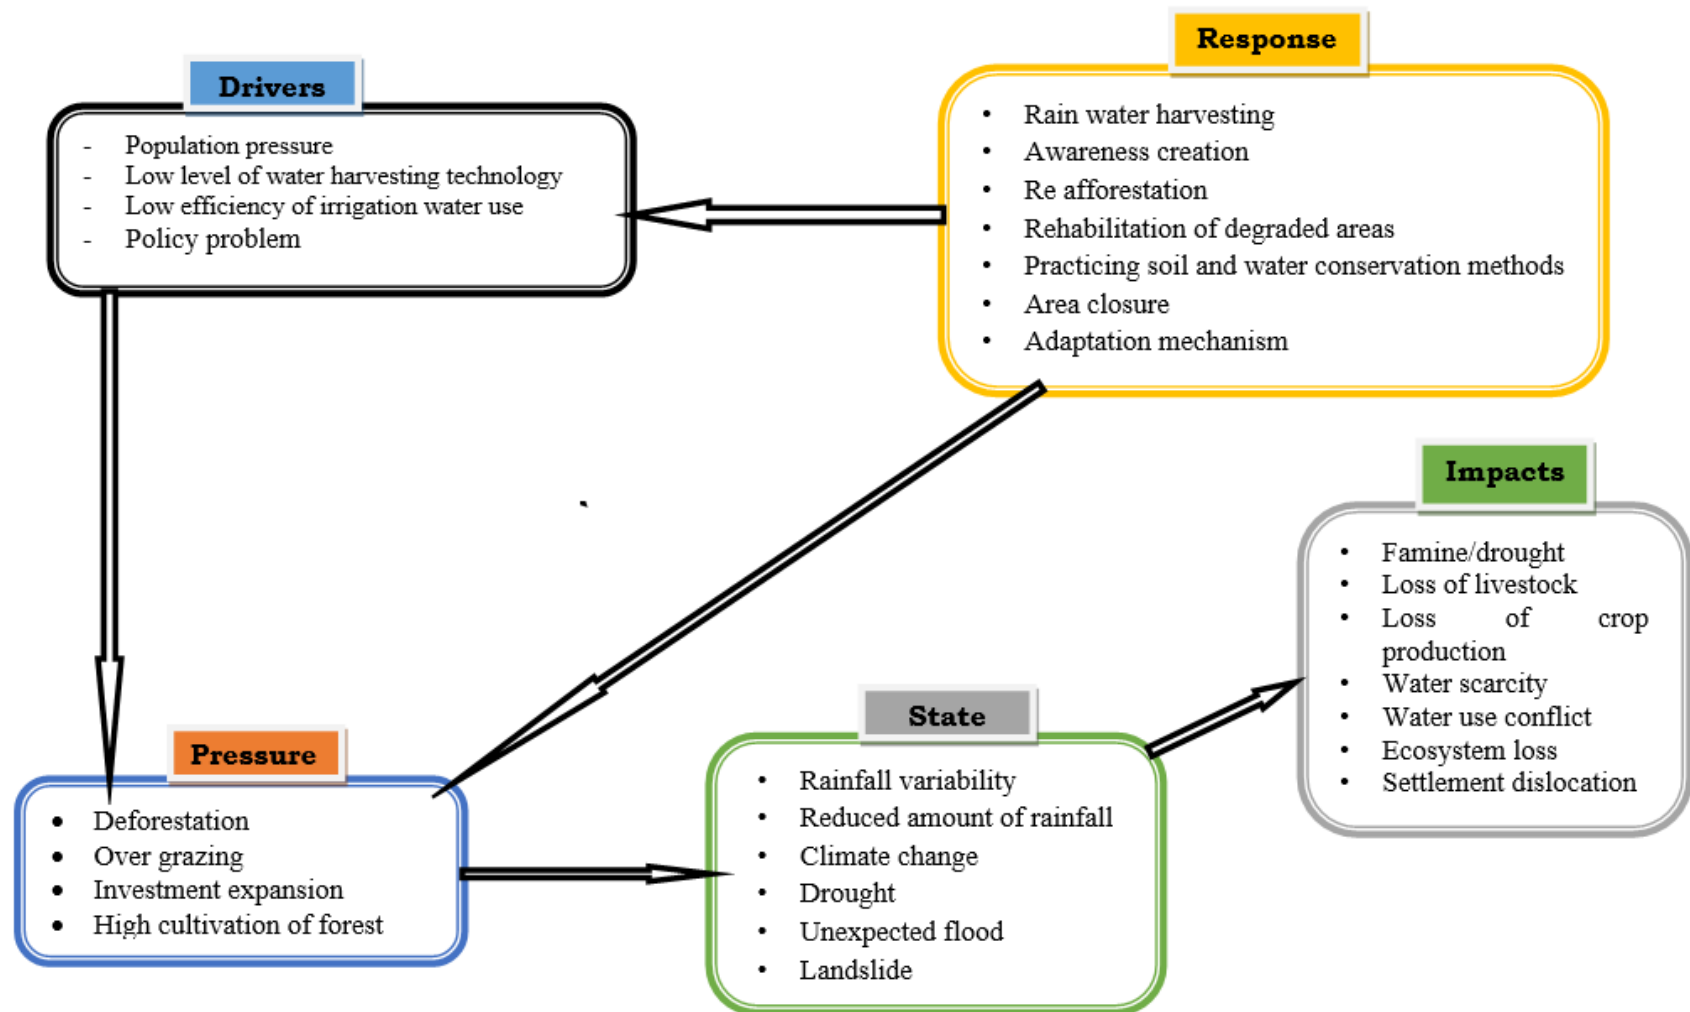 Drivers
- Population pressure
- Low level of water harvesting technology
- Low efficiency of irrigation water use
- Policy problem
Response
• Rain water harvesting
• Awareness creation
• Re afforestation
• Rehabilitation of degraded areas
• Practicing soil and water conservation methods
• Area closure
• Adaptation mechanism
Impacts
• Famine/drought
• Loss of livestock
• Loss of crop
production
• Water scarcity
• Water use conflict
• Ecosystem loss
• Settlement dislocation
Pressure
• Deforestation
• Over grazing
• Investment expansion
• High cultivation of forest
State
• Rainfall variability
• Reduced amount of rainfall
• Climate change
• Drought
• Unexpected flood
• Landslide